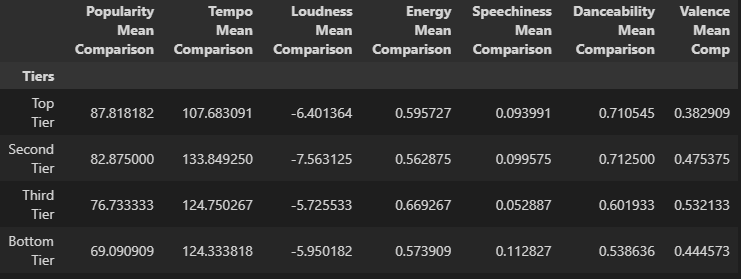 Popularity Mean Comparison Tempo Mean Comparison Loudness Mean Comparison Energy Mean Comparison Speechiness Mean Comparison Danceability Mean Comparison Valence Mean Comp
Tiers
Top Tier 87.818182 107.683091 -6.401364 0.595727 0.093991 0.710545 0.382909
Second Tier 82.875000 133.849250 -7.563125 0.562875 0.099575 0.712500 0.475375
Third Tier 76.733333 124.750267 -5.725533 0.669267 0.052887 0.601933 0.532133
Bottom Tier 69.090909 124.333818 -5.950182 0.573909 0.112827 0.538636 0.444573